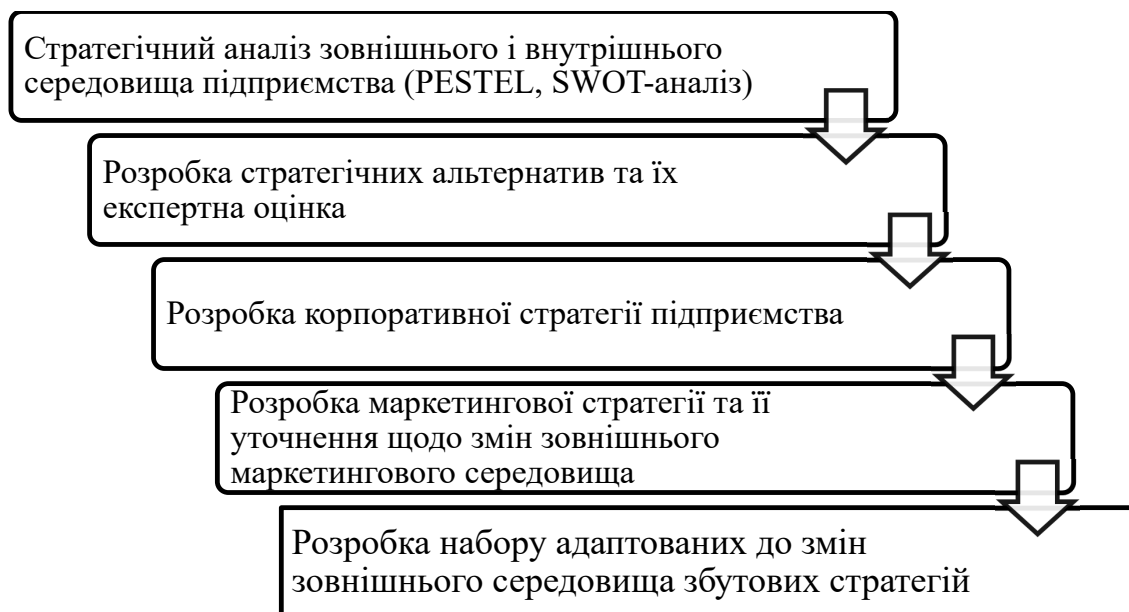 Стратегічний аналіз зовнішнього і внутрішнього
середовища підприємства (PESTEL, SWOT-аналіз)
Розробка стратегічних альтернатив та їх
експертна оцінка
Розробка корпоративної стратегії підприємства
Розробка маркетингової стратегії та її
уточнення щодо змін зовнішнього
маркетингового середовища
Розробка набору адаптованих до змін
зовнішнього середовища збутових стратегій